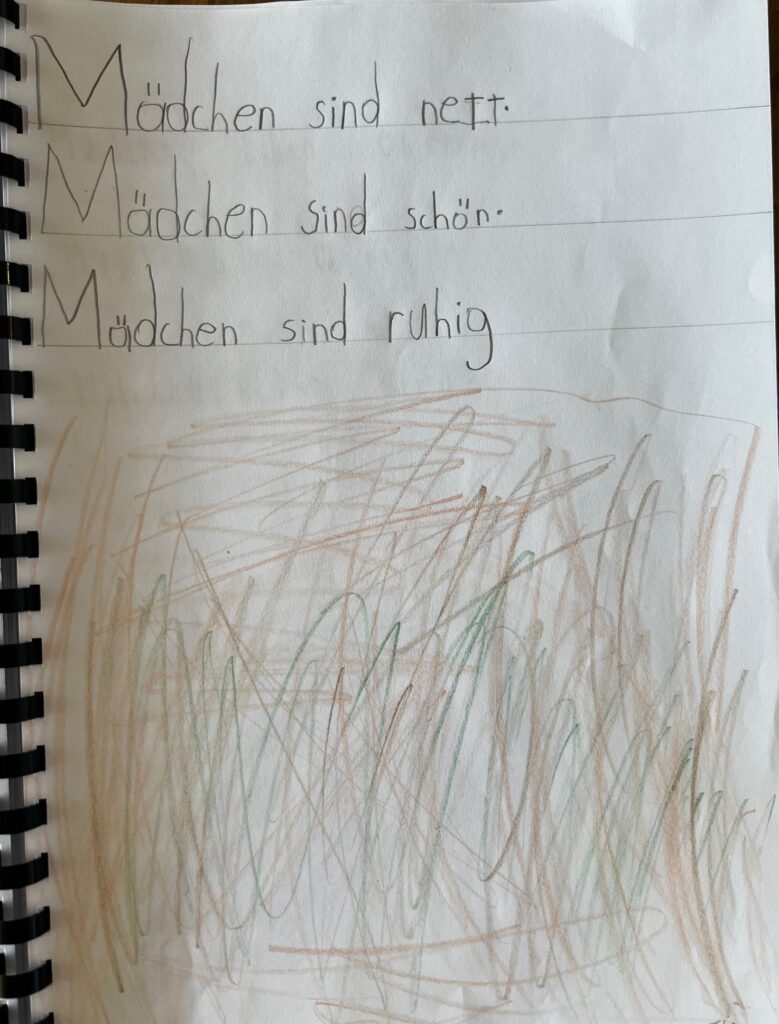 Mädchen sind nett.
Mädchen sind schön.
Mädchen sind ruhig